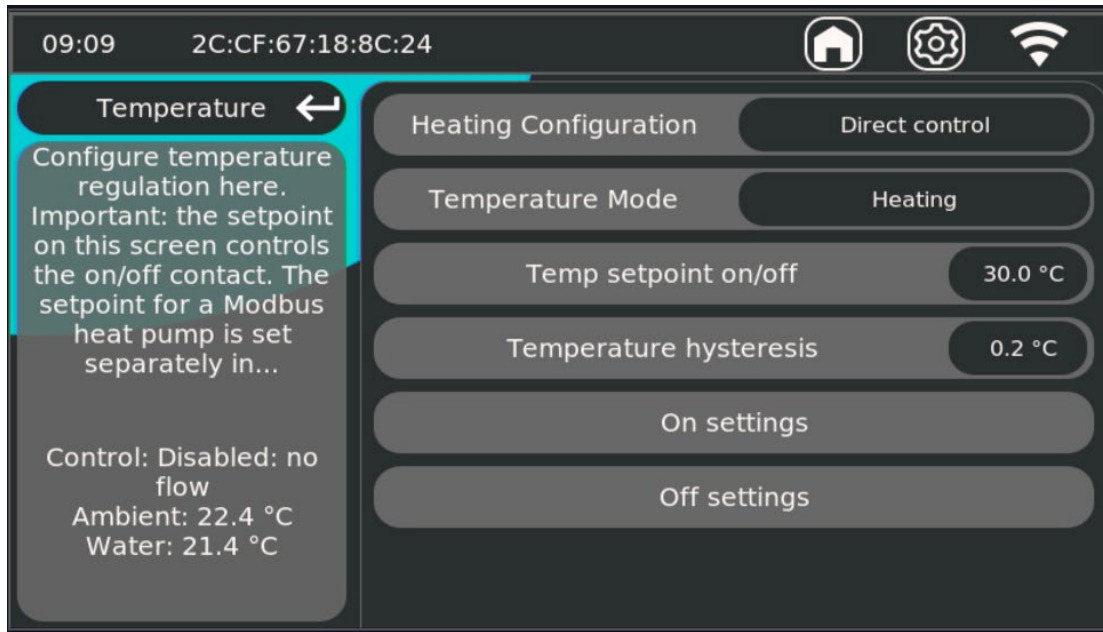 09:09 2C:CF:67:18:8C:24
Temperature
Configure temperature
regulation here.
Important: the setpoint
on this screen controls
the on/off contact. The
setpoint for a Modbus
heat pump is set
separately in...
Control: Disabled: no
flow
Ambient: 22.4 °C
Water: 21.4 °C
Heating Configuration Direct control
Temperature Mode Heating
Temp setpoint on/off 30.0 °C
Temperature hysteresis 0.2 °C
On settings
Off settings